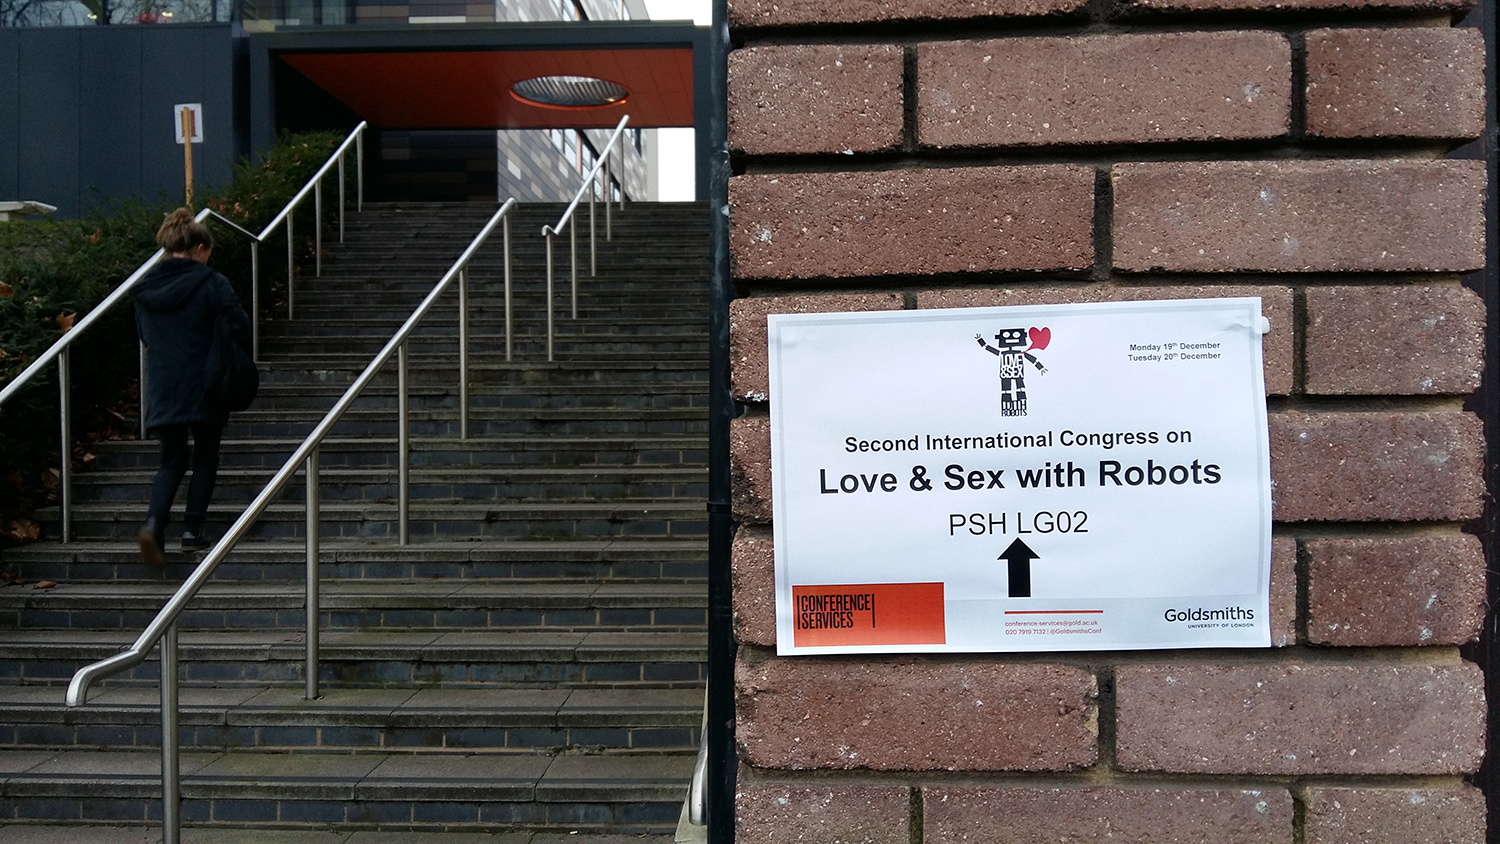 LOVE
&SEX
WITH
ROBOTS
Monday 19th December
Tuesday 20th December
Second International Congress on
Love & Sex with Robots
PSH LG02
|CONFERENCE|
|SERVICES
conference-services@gold.ac.uk
020 7919 7132 | @GoldsmithsConf
Goldsmiths
UNIVERSITY OF LONDON